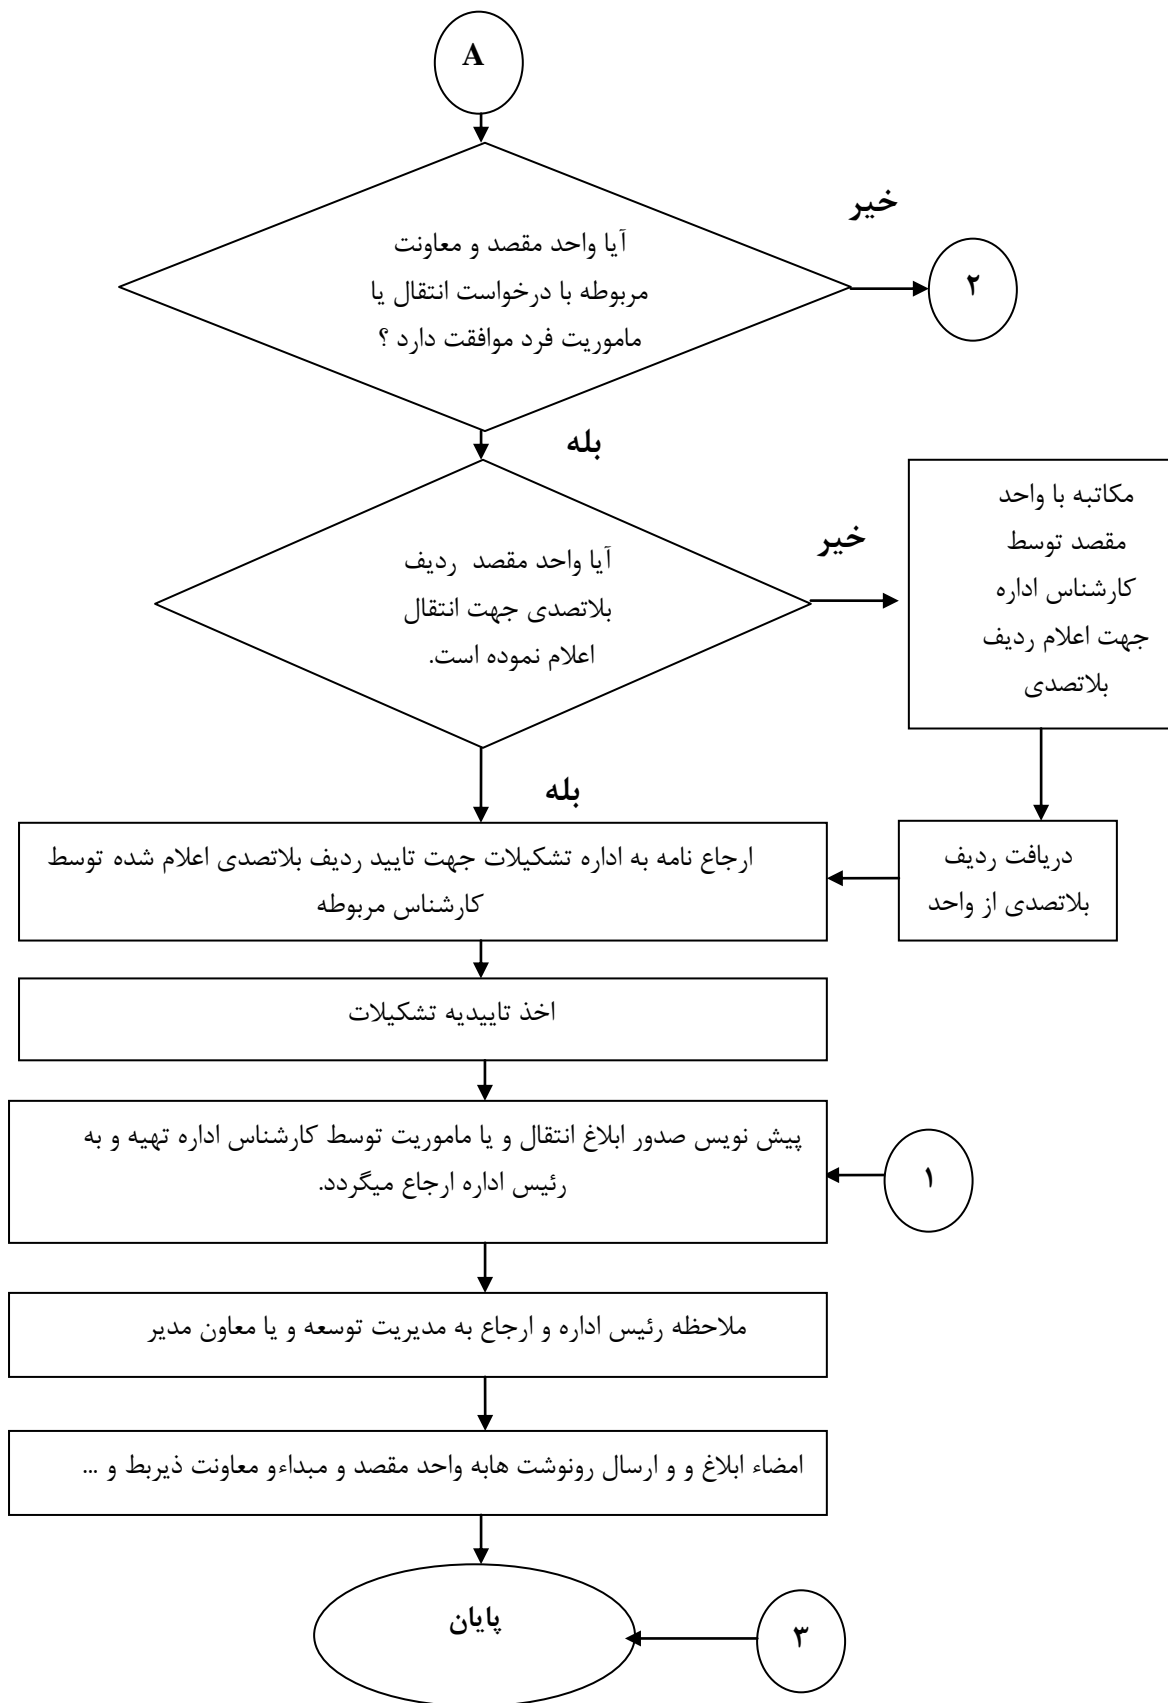 A
خیر
آیا واحد مقصد و معاونت
مربوطه با درخواست انتقال یا
ماموریت فرد موافقت دارد ؟
۲
بله
خیر
آیا واحد مقصد ردیف
بلاتصدی جهت انتقال
اعلام نموده است.
مکاتبه با واحد
مقصد توسط
کارشناس اداره
جهت اعلام ردیف
بلاتصدی
بله
ارجاع نامه به اداره تشکیلات جهت تایید ردیف بلاتصدی اعلام شده توسط
کارشناس مربوطه
دریافت ردیف
بلاتصدی از واحد
اخذ تاییدیه تشکیلات
پیش نویس صدور ابلاغ انتقال و یا ماموریت توسط کارشناس اداره تهیه و به
رئیس اداره ارجاع میگردد.
۱
ملاحظه رئیس اداره و ارجاع به مدیریت توسعه و یا معاون مدیر
امضاء ابلاغ و و ارسال رونوشت هابه واحد مقصد و مبداءو معاونت ذیربط و ...
پایان
۳